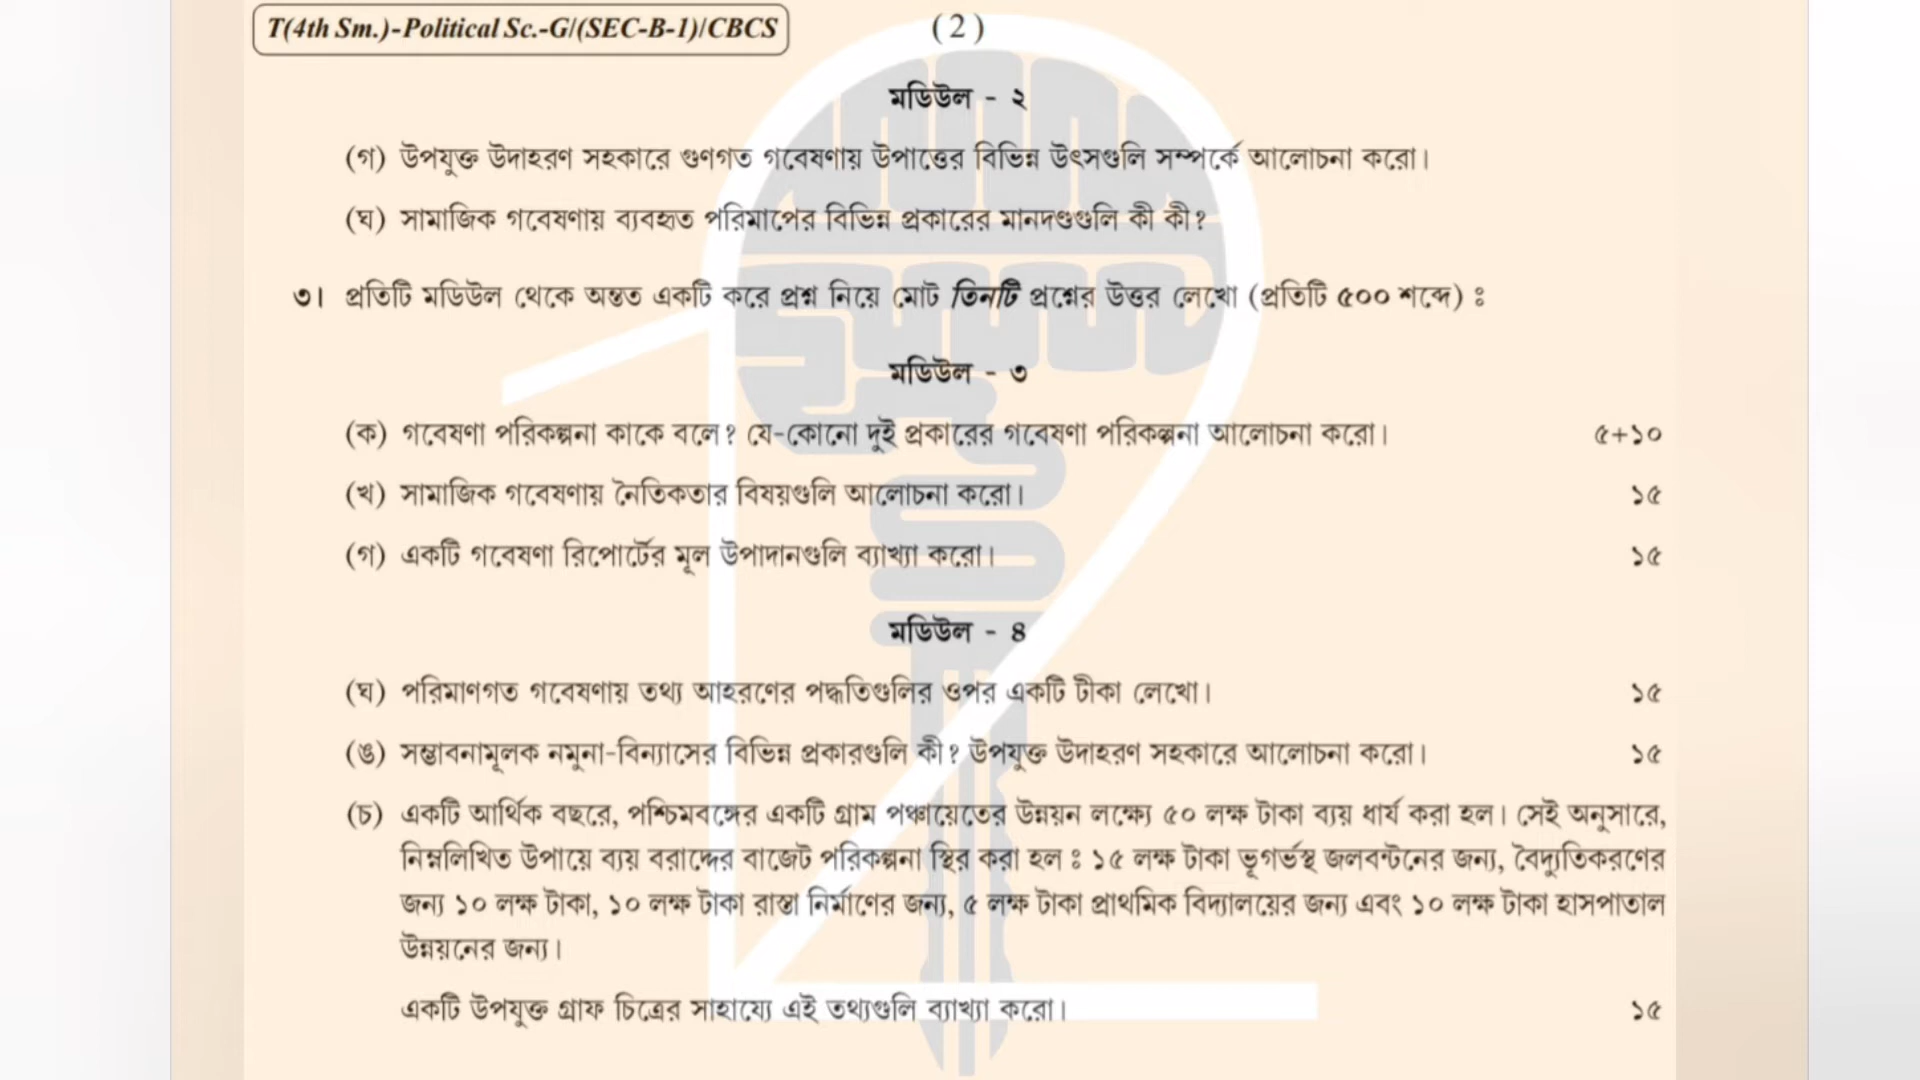 T(4th Sm.)-Political Sc.-G/(SEC-B-1)/CBCS (2)
মডিউল - ২
(গ) উপযুক্ত উদাহরণ সহকারে গুণগত গবেষণায় উপাত্তের বিভিন্ন উৎসগুলি সম্পর্কে আলোচনা করো।
(ঘ) সামাজিক গবেষণায় ব্যবহৃত পরিমাপের বিভিন্ন প্রকারের মানদণ্ডগুলি কী কী?
৩। প্রতিটি মডিউল থেকে অন্তত একটি করে প্রশ্ন নিয়ে মোট তিনটি প্রশ্নের উত্তর লেখো (প্রতিটি ৫০০ শব্দে) ঃ
মডিউল - ৩
(ক) গবেষণা পরিকল্পনা কাকে বলে? যে-কোনো দুই প্রকারের গবেষণা পরিকল্পনা আলোচনা করো। ৫+১০
(খ) সামাজিক গবেষণায় নৈতিকতার বিষয়গুলি আলোচনা করো। ১৫
(গ) একটি গবেষণা রিপোর্টের মূল উপাদানগুলি ব্যাখ্যা করো। ১৫
মডিউল - ৪
(ঘ) পরিমাণগত গবেষণায় তথ্য আহরণের পদ্ধতিগুলির ওপর একটি টীকা লেখো। ১৫
(ঙ) সম্ভাবনামূলক নমুনা-বিন্যাসের বিভিন্ন প্রকারগুলি কী? উপযুক্ত উদাহরণ সহকারে আলোচনা করো। ১৫
(চ) একটি আর্থিক বছরে, পশ্চিমবঙ্গের একটি গ্রাম পঞ্চায়েতের উন্নয়ন লক্ষ্যে ৫০ লক্ষ টাকা ব্যয় ধার্য করা হল। সেই অনুসারে,
নিম্নলিখিত উপায়ে ব্যয় বরাদ্দের বাজেট পরিকল্পনা স্থির করা হল ঃ ১৫ লক্ষ টাকা ভূগর্ভস্থ জলবন্টনের জন্য, বৈদ্যুতিকরণের
জন্য ১০ লক্ষ টাকা, ১০ লক্ষ টাকা রাস্তা নির্মাণের জন্য, ৫ লক্ষ টাকা প্রাথমিক বিদ্যালয়ের জন্য এবং ১০ লক্ষ টাকা হাসপাতাল
উন্নয়নের জন্য।
একটি উপযুক্ত গ্রাফ চিত্রের সাহায্যে এই তথ্যগুলি ব্যাখ্যা করো। ১৫